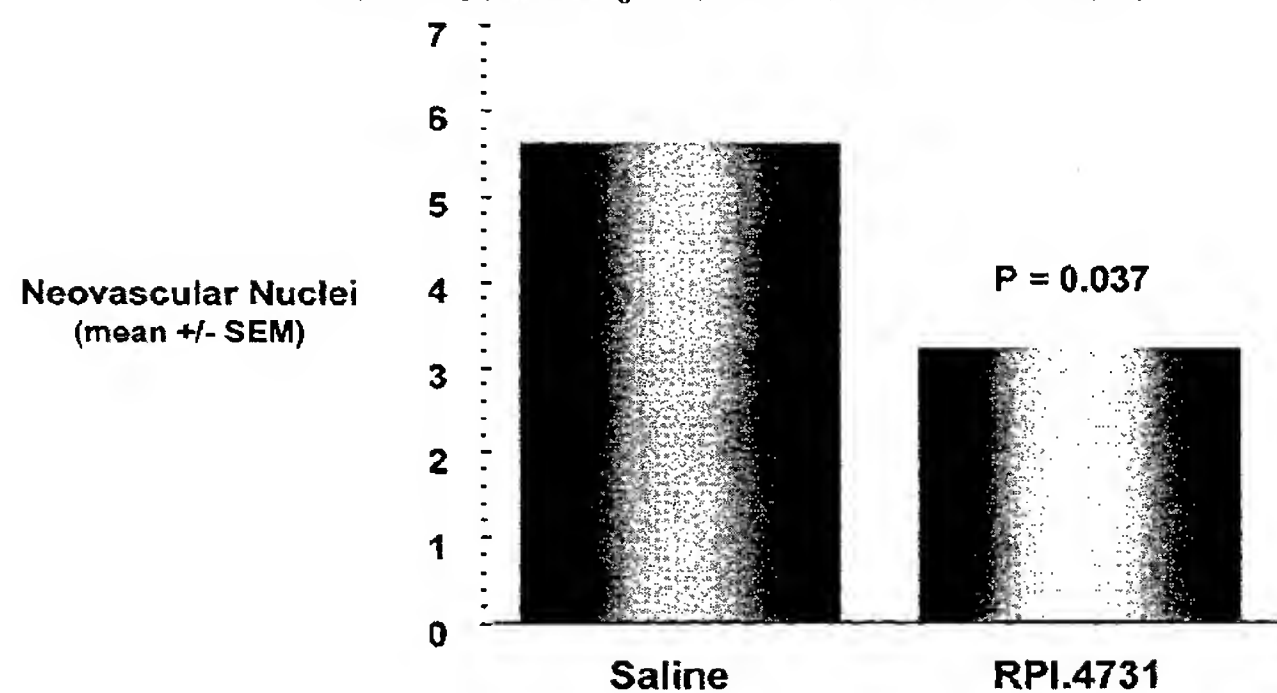 7
6
5
4
3
2
1
0
Neovascular Nuclei
(mean +/- SEM)
P = 0.037
Saline
RPI.4731